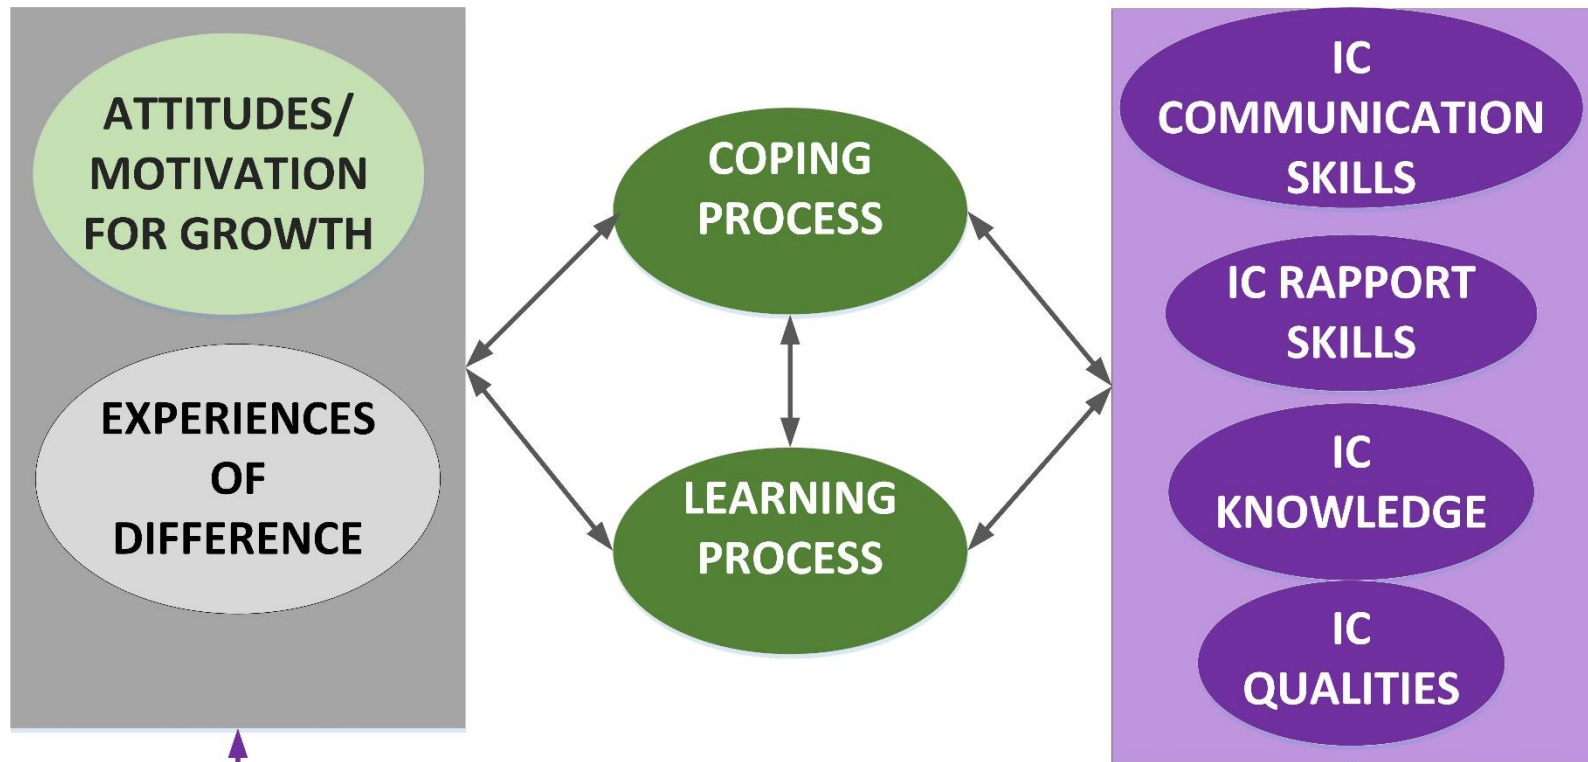 ATTITUDES/
MOTIVATION
FOR GROWTH
EXPERIENCES
OF
DIFFERENCE
COPING
PROCESS
LEARNING
PROCESS
IC
COMMUNICATION
SKILLS
IC RAPPORT
SKILLS
IC
KNOWLEDGE
IC
QUALITIES